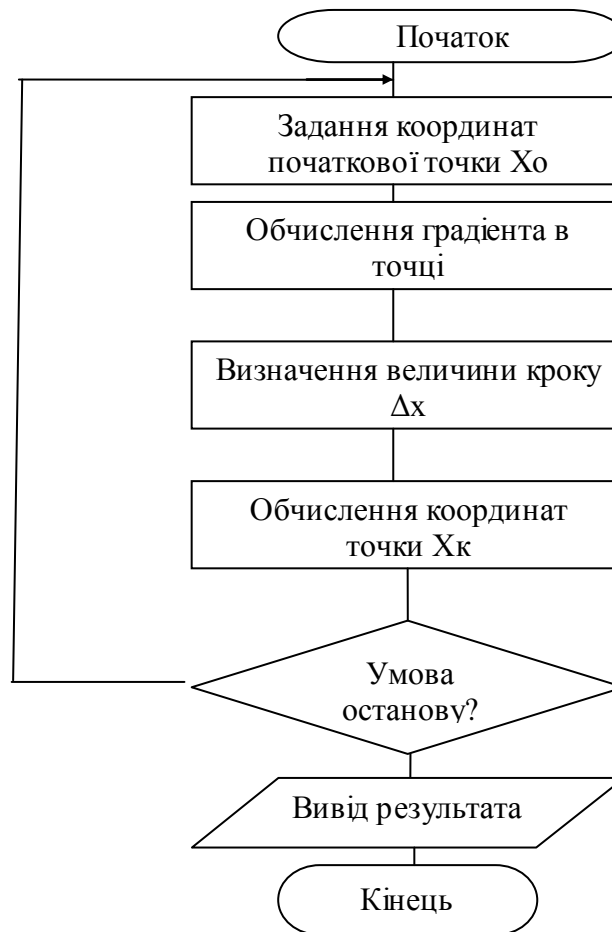 Початок
Задання координат
початкової точки Хо
Обчислення градієнта в
точці
Визначення величини кроку
Δх
Обчислення координат
точки Хк
Умова
останову?
Вивід результата
Кінець